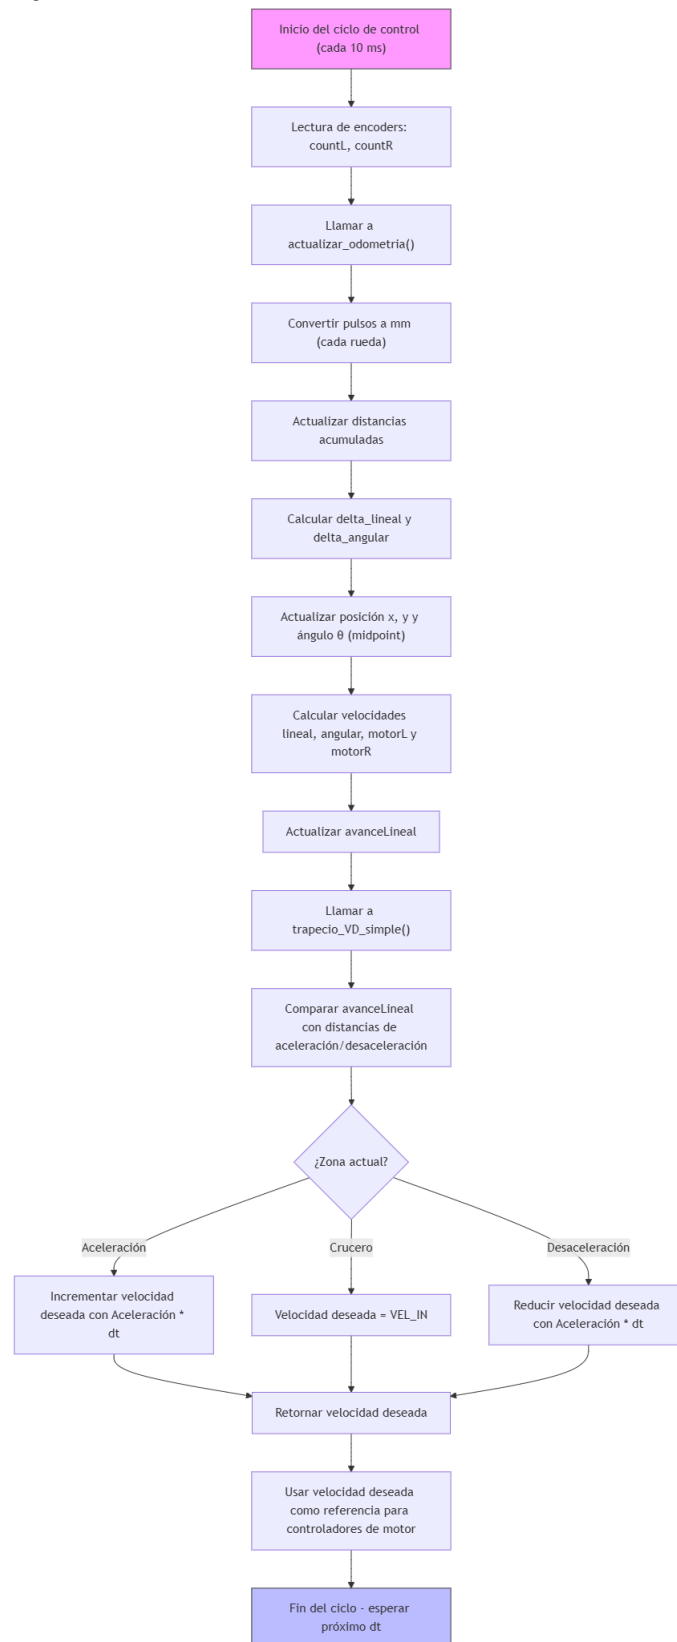 Inicio del ciclo de control
(cada 10 ms)
Lectura de encoders:
countL, countR
Llamar a
actualizar_odometria()
Convertir pulsos a mm
(cada rueda)
Actualizar distancias
acumuladas
Calcular delta_lineal y
delta_angular
Actualizar posición x, y y
ángulo θ (midpoint)
Calcular velocidades
lineal, angular, motorL y
motorR
Actualizar avanceLineal
Llamar a
trapecio_VD_simple()
Comparar avanceLineal
con distancias de
aceleración/desaceleración
¿Zona actual?
Aceleración
Crucero
Desaceleración
Incrementar velocidad
deseada con Aceleración *
dt
Velocidad deseada = VEL_IN
Reducir velocidad deseada
con Aceleración * dt
Retornar velocidad deseada
Usar velocidad deseada
como referencia para
controladores de motor
Fin del ciclo - esperar
próximo dt